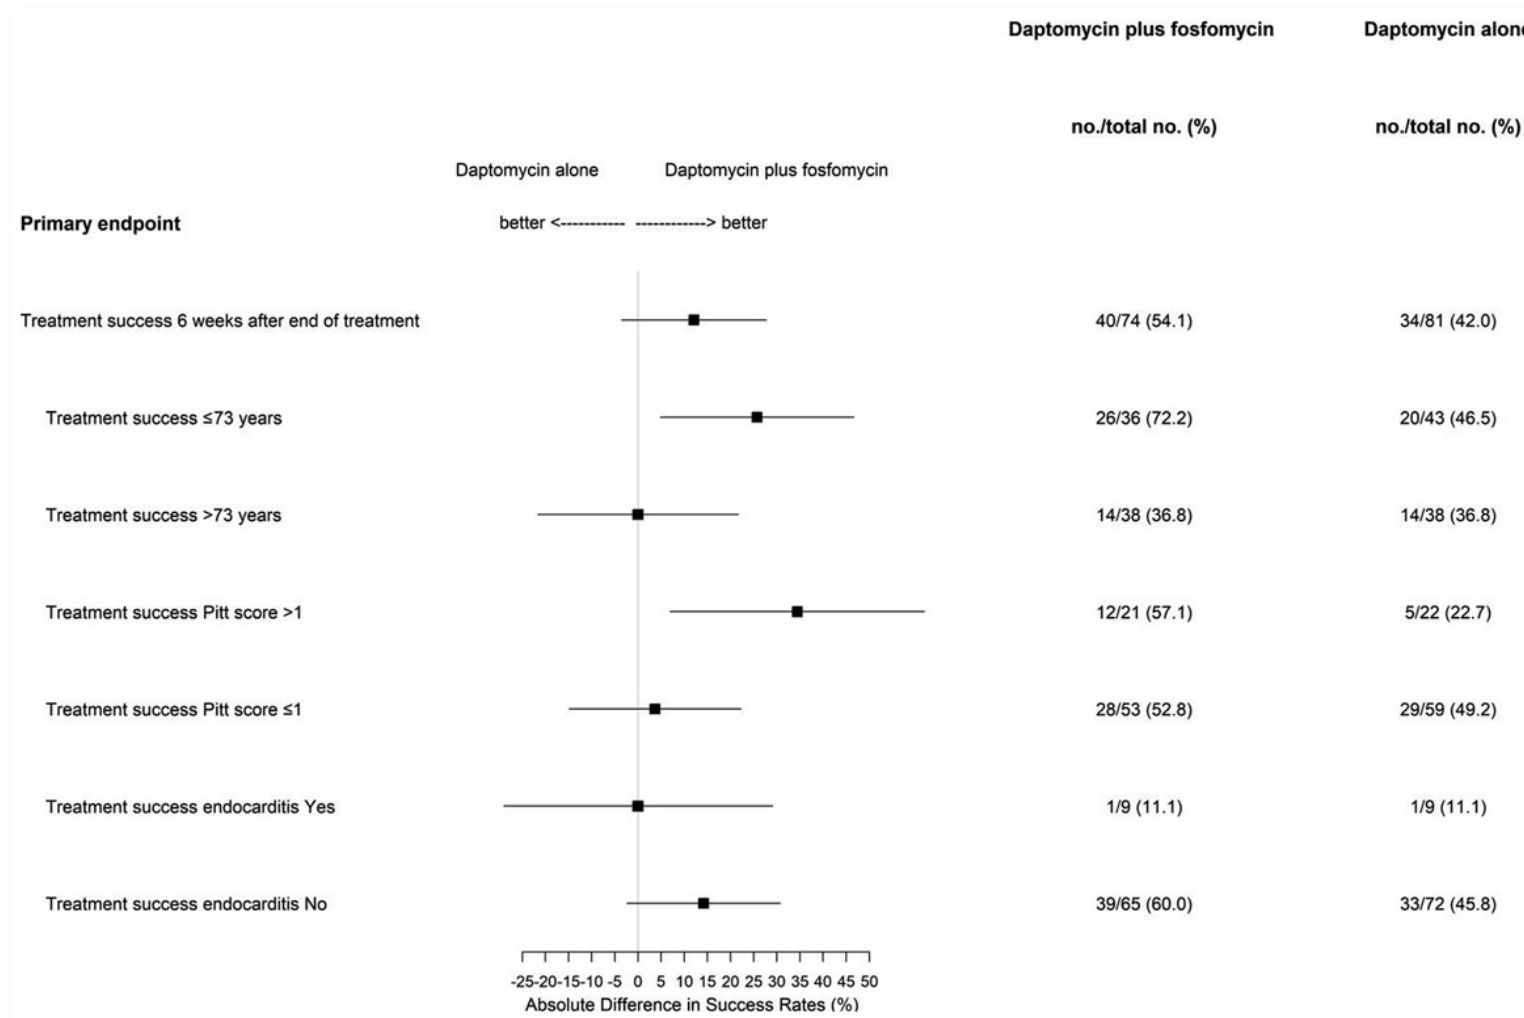 Daptomycin plus fosfomycin Daptomycin alone
no./total no. (%) no./total no. (%)
Daptomycin alone Daptomycin plus fosfomycin
Primary endpoint better <----------- ------------> better
Treatment success 6 weeks after end of treatment 40/74 (54.1) 34/81 (42.0)
Treatment success ≤73 years 26/36 (72.2) 20/43 (46.5)
Treatment success >73 years 14/38 (36.8) 14/38 (36.8)
Treatment success Pitt score >1 12/21 (57.1) 5/22 (22.7)
Treatment success Pitt score ≤1 28/53 (52.8) 29/59 (49.2)
Treatment success endocarditis Yes 1/9 (11.1) 1/9 (11.1)
Treatment success endocarditis No 39/65 (60.0) 33/72 (45.8)
-25 -20 -15 -10 -5 0 5 10 15 20 25 30 35 40 45 50
Absolute Difference in Success Rates (%)